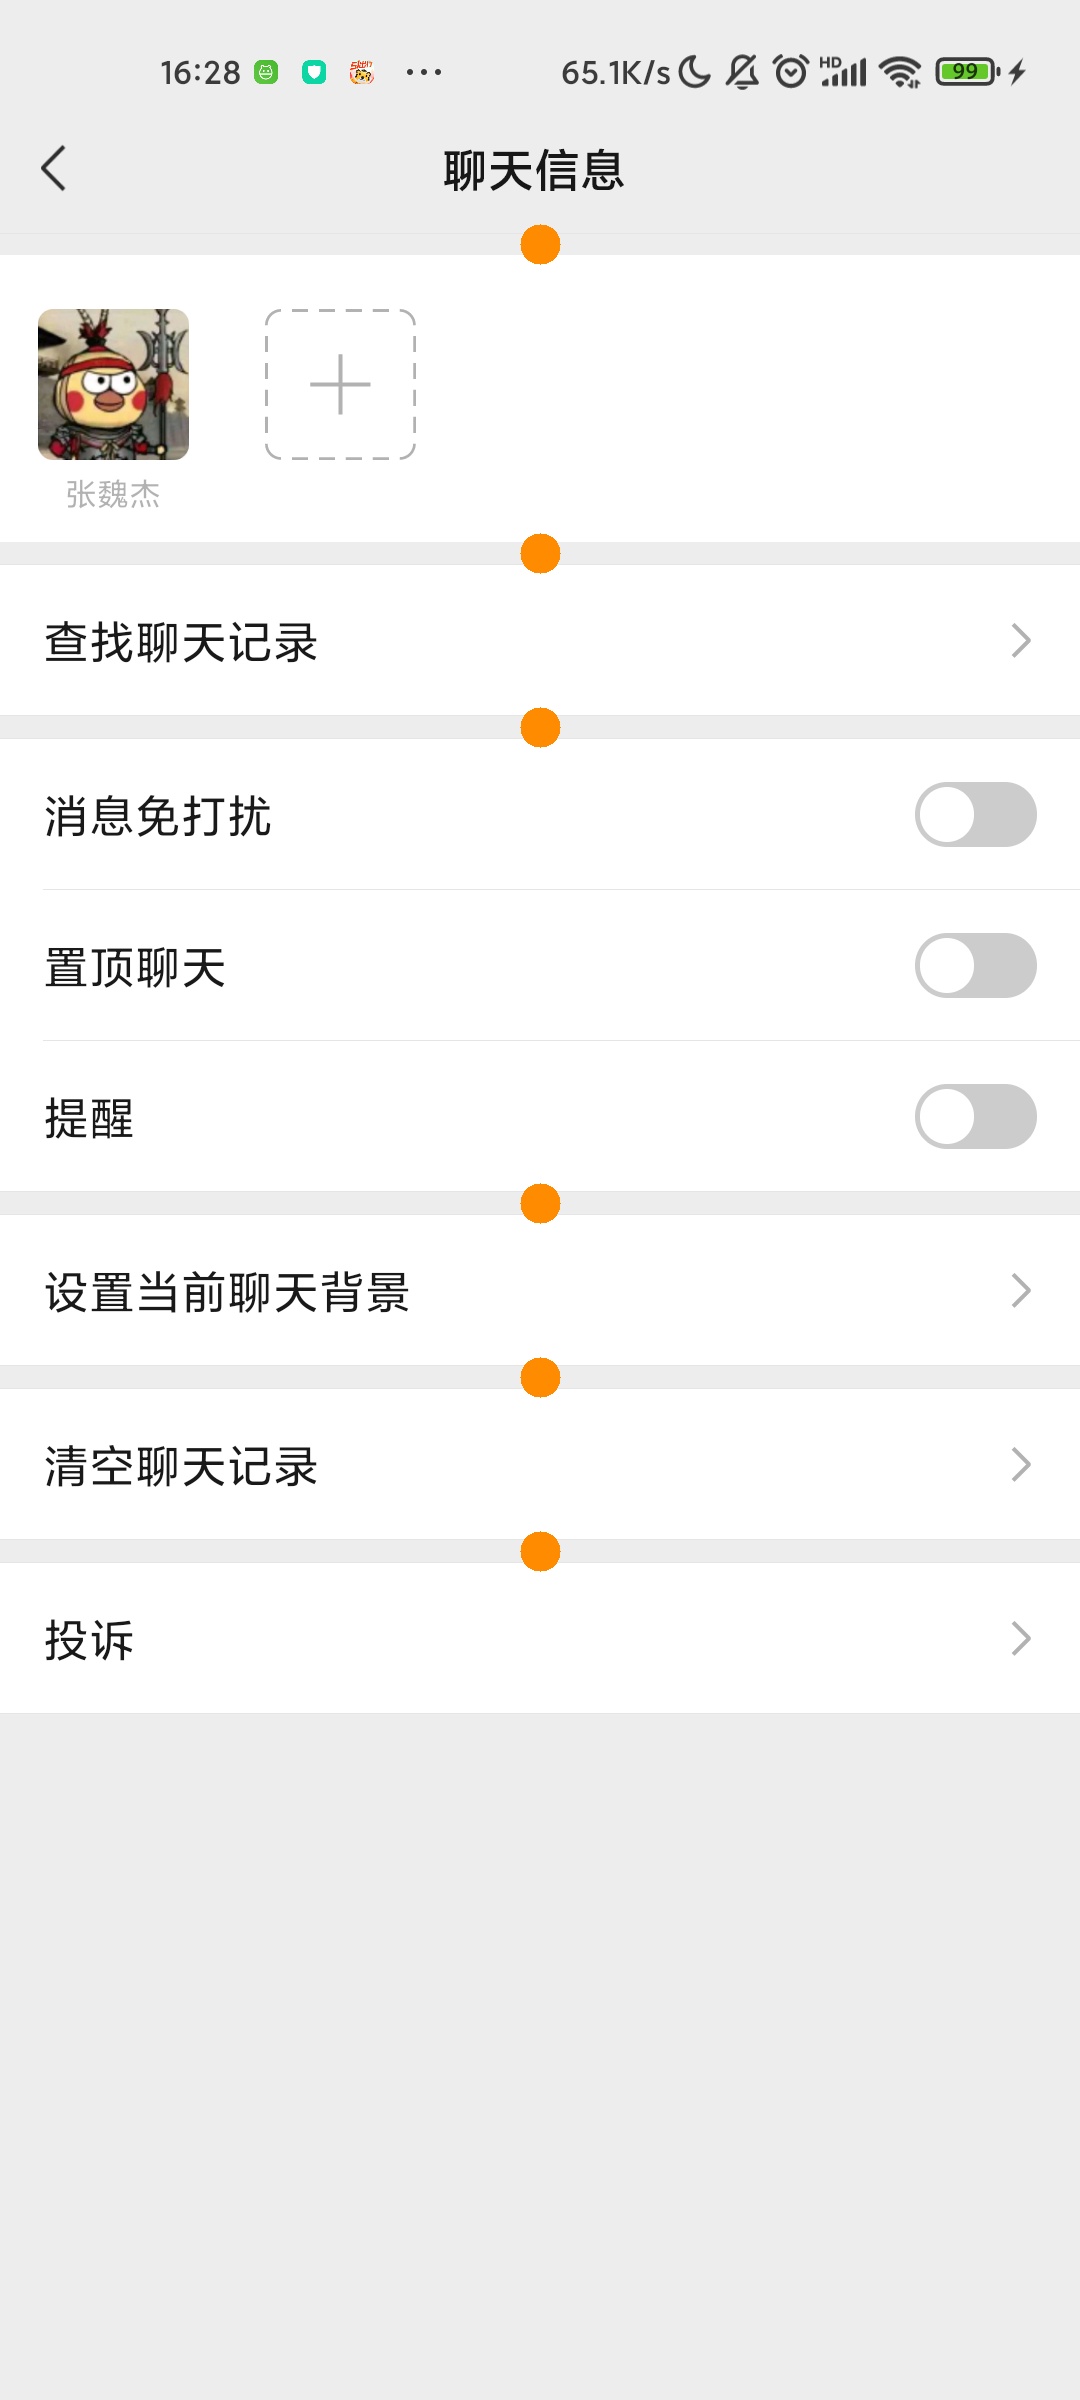 16:28
65.1K/s
HD
99
聊天信息
张魏杰
查找聊天记录
消息免打扰
置顶聊天
提醒
设置当前聊天背景
清空聊天记录
投诉